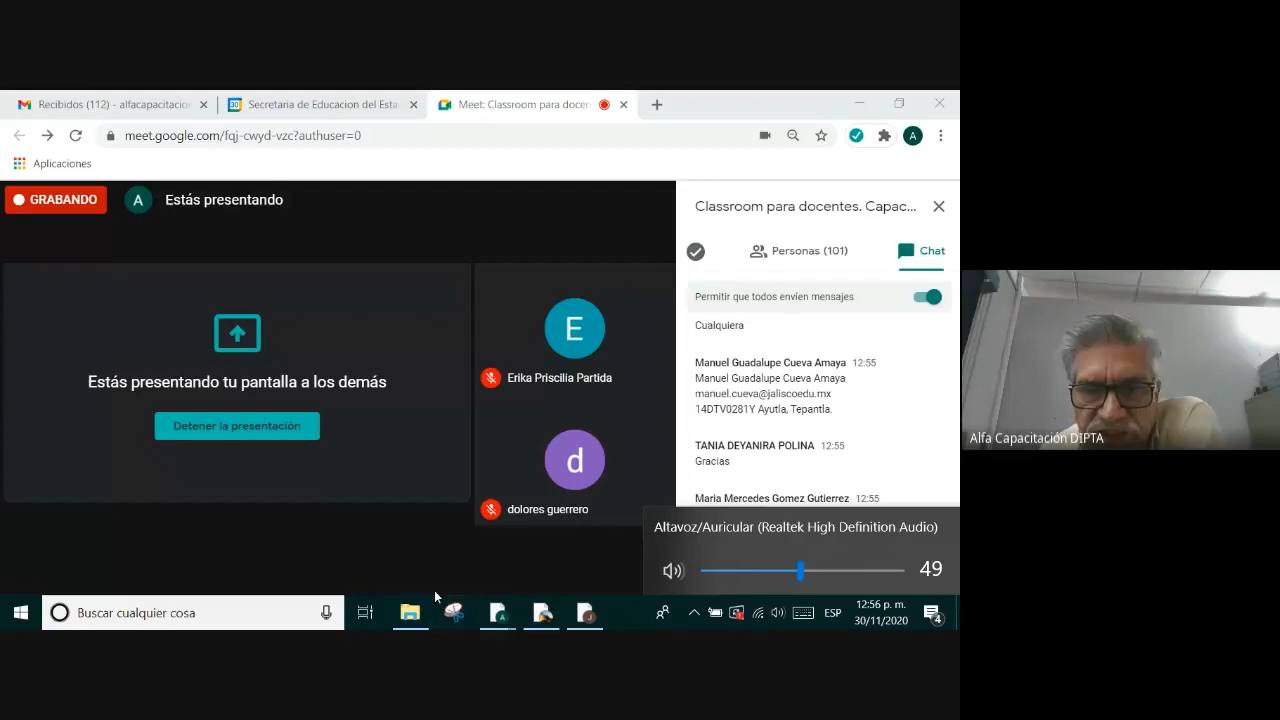 Recibidos (112) - alfacapacitacion
Secretaria de Educacion del Esta
Meet: Classroom para docen
meet.google.com/fqj-cwyd-vzc?authuser=0
A
Aplicaciones
GRABANDO
A
Estás presentando
Classroom para docentes. Capac...
Personas (101)
Chat
Permitir que todos envíen mensajes
Cualquiera
Manuel Guadalupe Cueva Amaya 12:55
Manuel Guadalupe Cueva Amaya
manuel.cueva@jaliscoedu.mx
14DTV0281Y Ayutla, Tepantla.
TANIA DEYANIRA POLINA 12:55
Gracias
Maria Mercedes Gomez Gutierrez 12:55
Estás presentando tu pantalla a los demás
Detener la presentación
E
Erika Priscilia Partida
d
dolores guerrero
Alfa Capacitación DIPTA
Altavoz/Auricular (Realtek High Definition Audio)
49
Buscar cualquier cosa
ESP
12:56 p. m.
30/11/2020
4